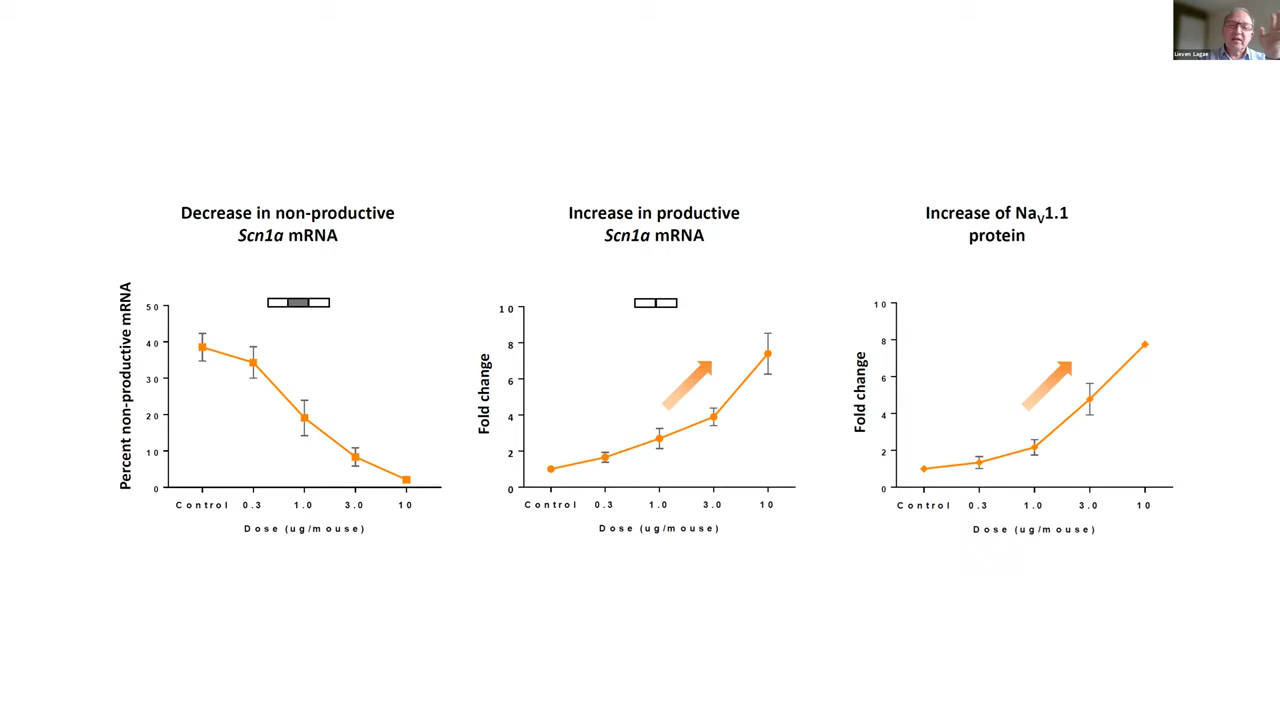 Lieven Lagae
Decrease in non-productive
Scn1a mRNA
Percent non-productive mRNA
50
40
30
20
10
0
Control 0.3 1.0 3.0 10
Dose (ug/mouse)
Increase in productive
Scn1a mRNA
Fold change
10
8
6
4
2
0
Control 0.3 1.0 3.0 10
Dose (ug/mouse)
Increase of NaV1.1
protein
Fold change
10
8
6
4
2
0
Control 0.3 1.0 3.0 10
Dose (ug/mouse)